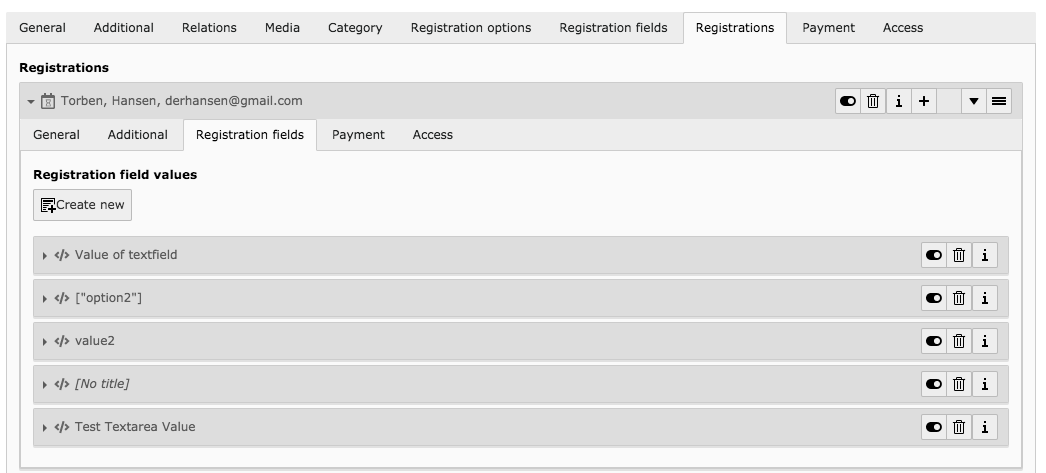 General Additional Relations Media Category Registration options Registration fields Registrations Payment Access
Registrations
Torben, Hansen, derhansen@gmail.com
General Additional Registration fields Payment Access
Registration field values
Create new
</> Value of textfield
</> ["option2"]
</> value2
</> [No title]
</> Test Textarea Value